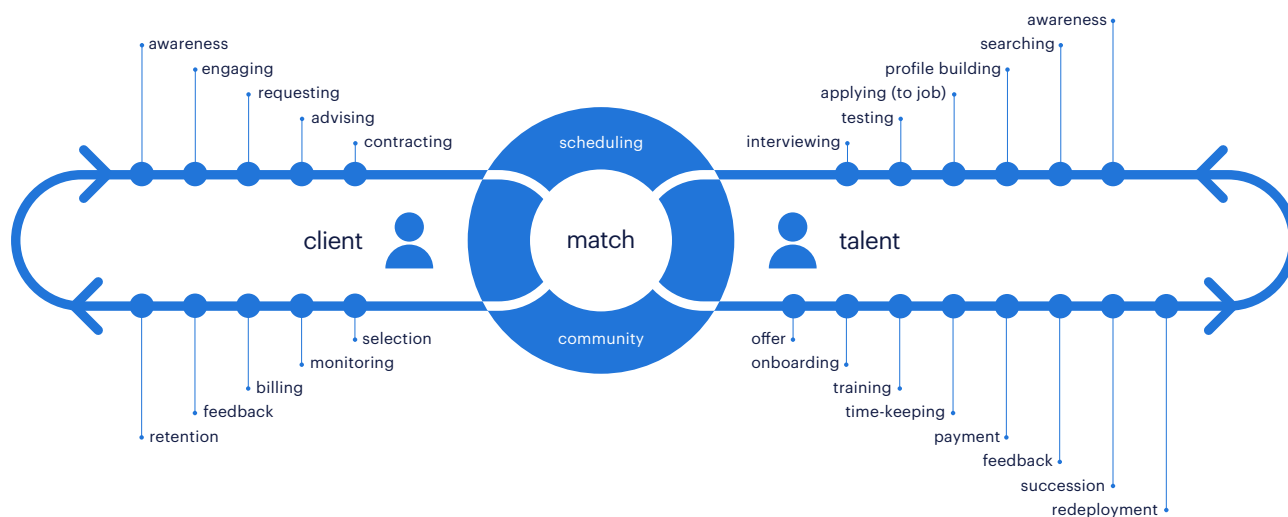 awareness
engaging
requesting
advising
contracting
client
retention
feedback
billing
monitoring
selection
scheduling
match
community
awareness
searching
profile building
applying (to job)
testing
interviewing
talent
offer
onboarding
training
time-keeping
payment
feedback
succession
redeployment